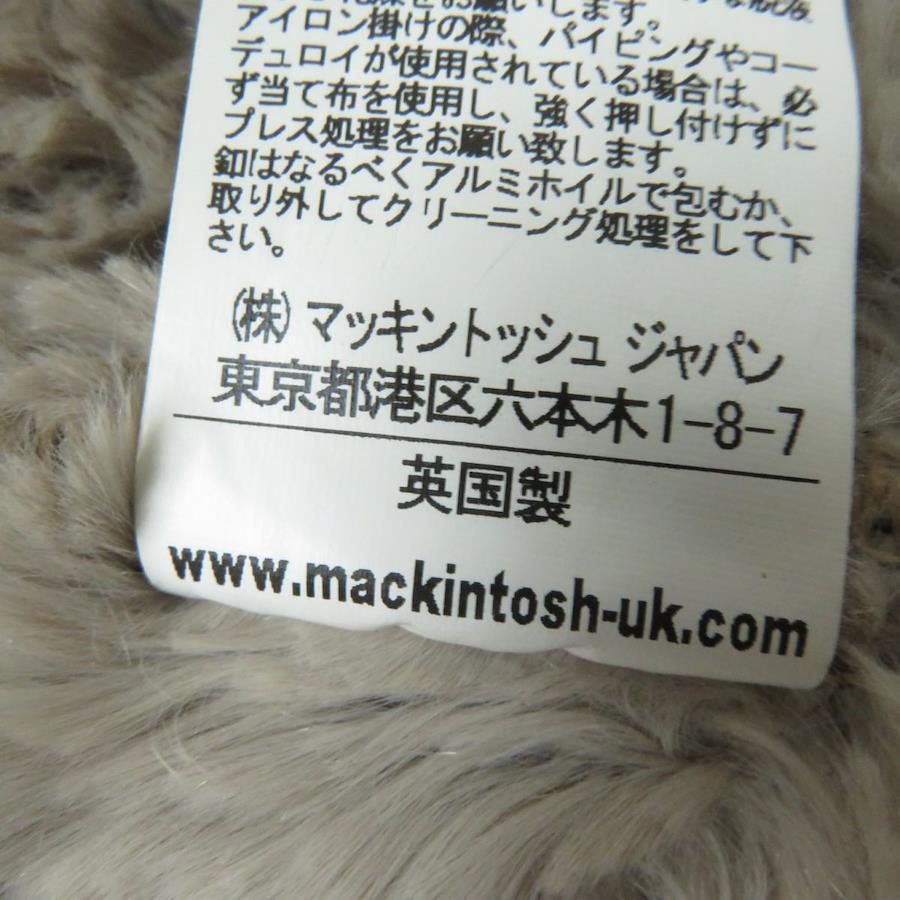 お願いします。
アイロン掛けの際、パイピングやコー
デュロイが使用されている場合は、必
ず当て布を使用し、強く押し付けずに
プレス処理をお願い致します。
釦はなるべくアルミホイルで包むか、
取り外してクリーニング処理をして下
さい。
(株) マッキントッシュ ジャパン
東京都港区六本木1-8-7
英国製
www.mackintosh-uk.com